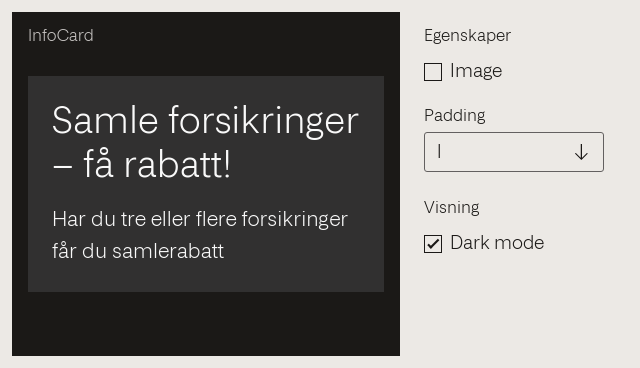 InfoCard
Samle forsikringer
– få rabatt!
Har du tre eller flere forsikringer
får du samlerabatt
Egenskaper
Image
Padding
l
Visning
Dark mode